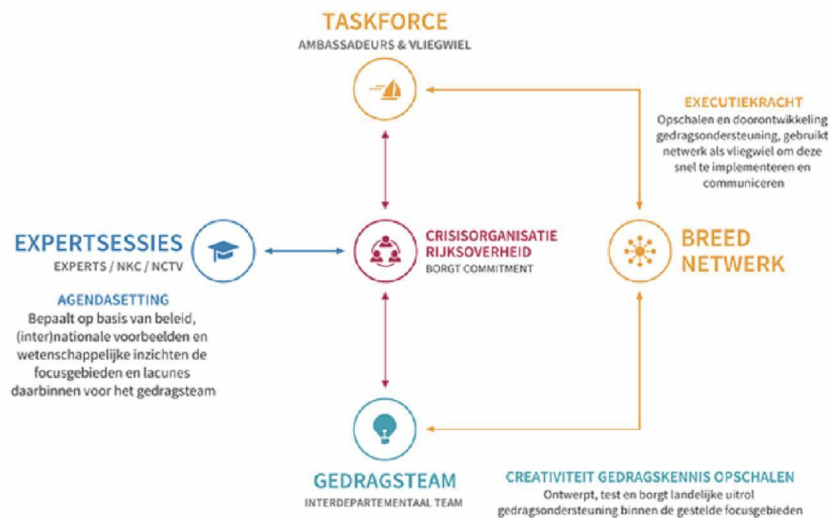 TASKFORCE
AMBASSADEURS & VLIEGWIEL
EXECUTIEKRACHT
Opschalen en doorontwikkeling
gedragsondersteuning, gebruikt
netwerk als vliegwiel om deze
snel te implementeren en
communiceren
EXPERTSESSIES
EXPERTS / NKC / NCTV
AGENDASETTING
Bepaalt op basis van beleid,
(inter)nationale voorbeelden en
wetenschappelijke inzichten de
focusgebieden en lacunes
daarbinnen voor het gedragsteam
CRISISORGANISATIE
RIJKSOVERHEID
BORGT COMMITMENT
BREED
NETWERK
GEDRAGSTEAM
INTERDEPARTEMENTAAL TEAM
CREATIVITEIT GEDRAGSKENNIS OPSCHALEN
Ontwerpt, test en borgt landelijke uitrol
gedragsondersteuning binnen de gestelde focusgebieden